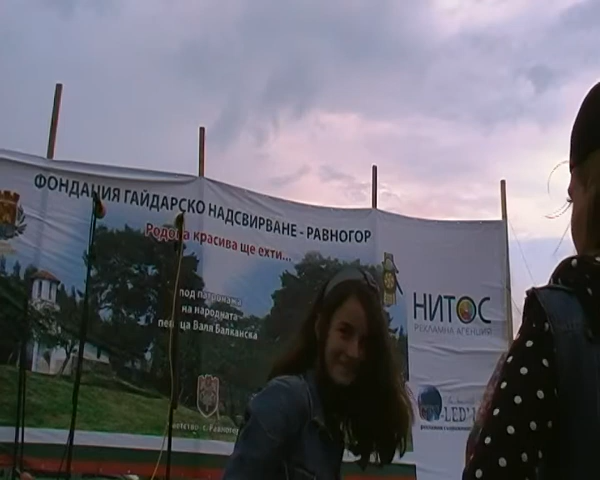 ФОНДАЦИЯ ГАЙДАРСКО НАДСВИРВАНЕ - РАВНОГОР
Родопа красива ще ехти...
под патронажа
на народната
певица Валя Балканска
НИТОС
РЕКЛАМНА АГЕНЦИЯ
LED